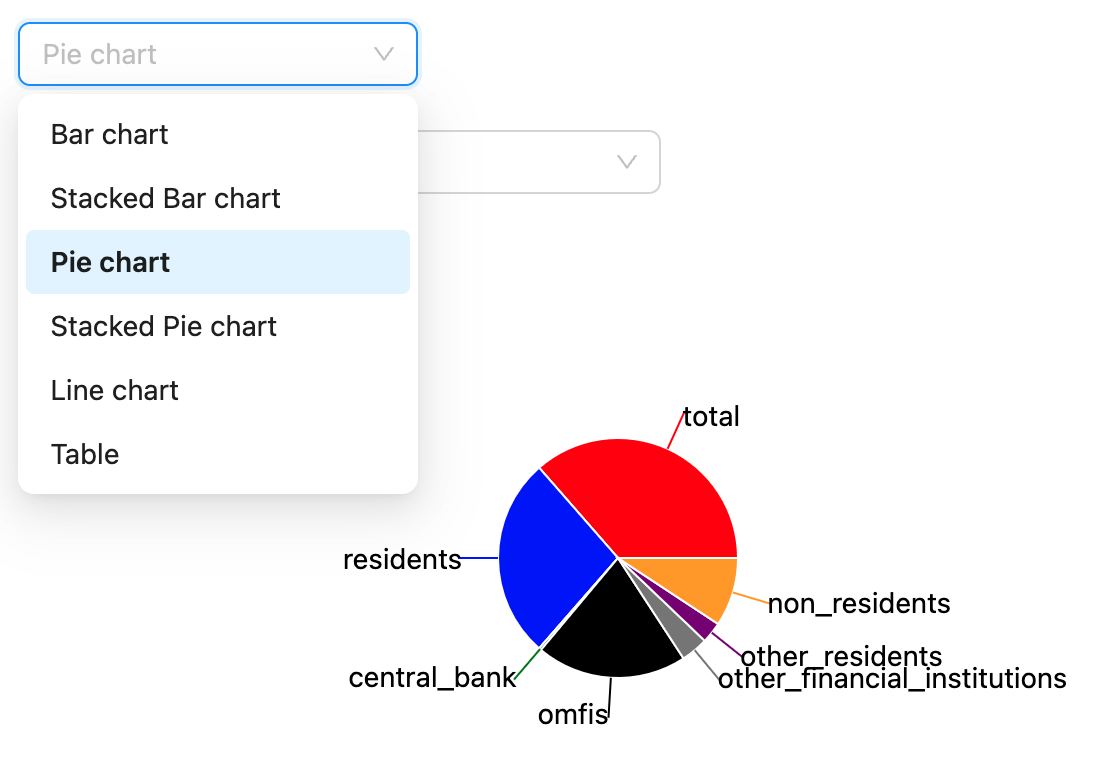 Pie chart
Bar chart
Stacked Bar chart
Pie chart
Stacked Pie chart
Line chart
Table
total
residents
non_residents
other_residents
central_bank
other_financial_institutions
omfis